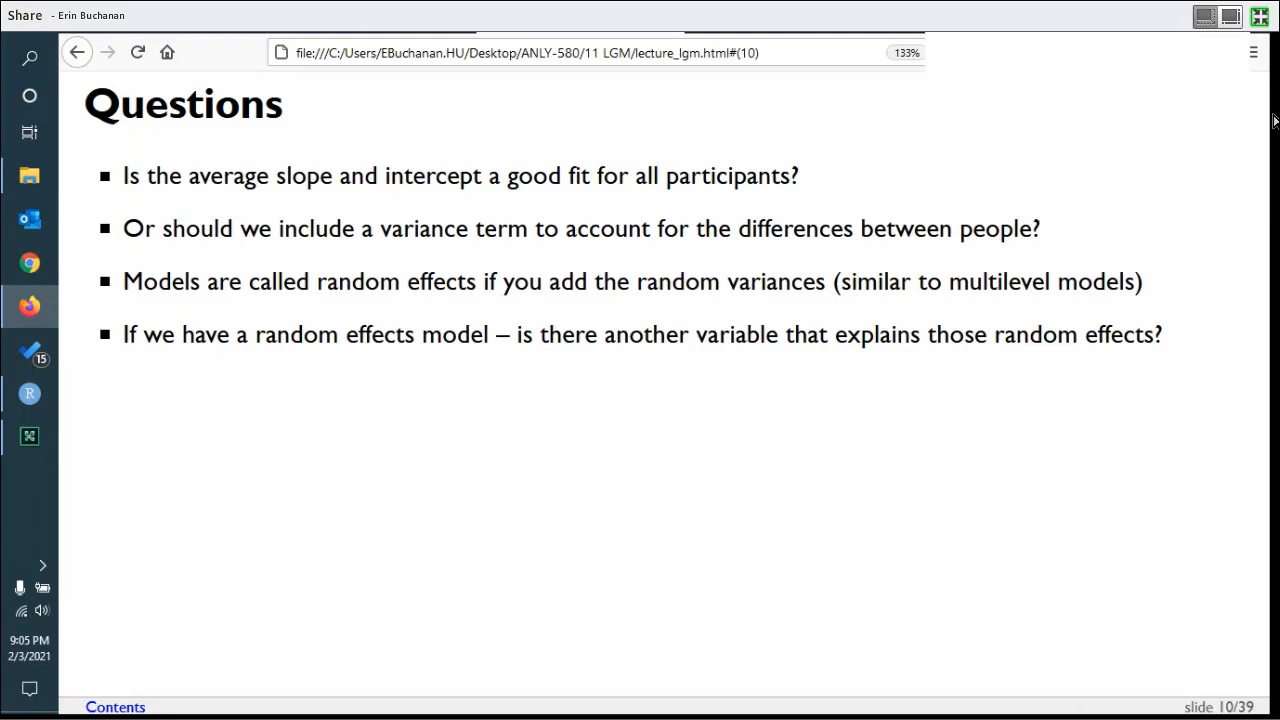 Share - Erin Buchanan
file:///C:/Users/EBuchanan.HU/Desktop/ANLY-580/11 LGM/lecture_lgm.html#(10)
133%
Questions
Is the average slope and intercept a good fit for all participants?
Or should we include a variance term to account for the differences between people?
Models are called random effects if you add the random variances (similar to multilevel models)
If we have a random effects model – is there another variable that explains those random effects?
15
R
9:05 PM
2/3/2021
Contents
slide 10/39